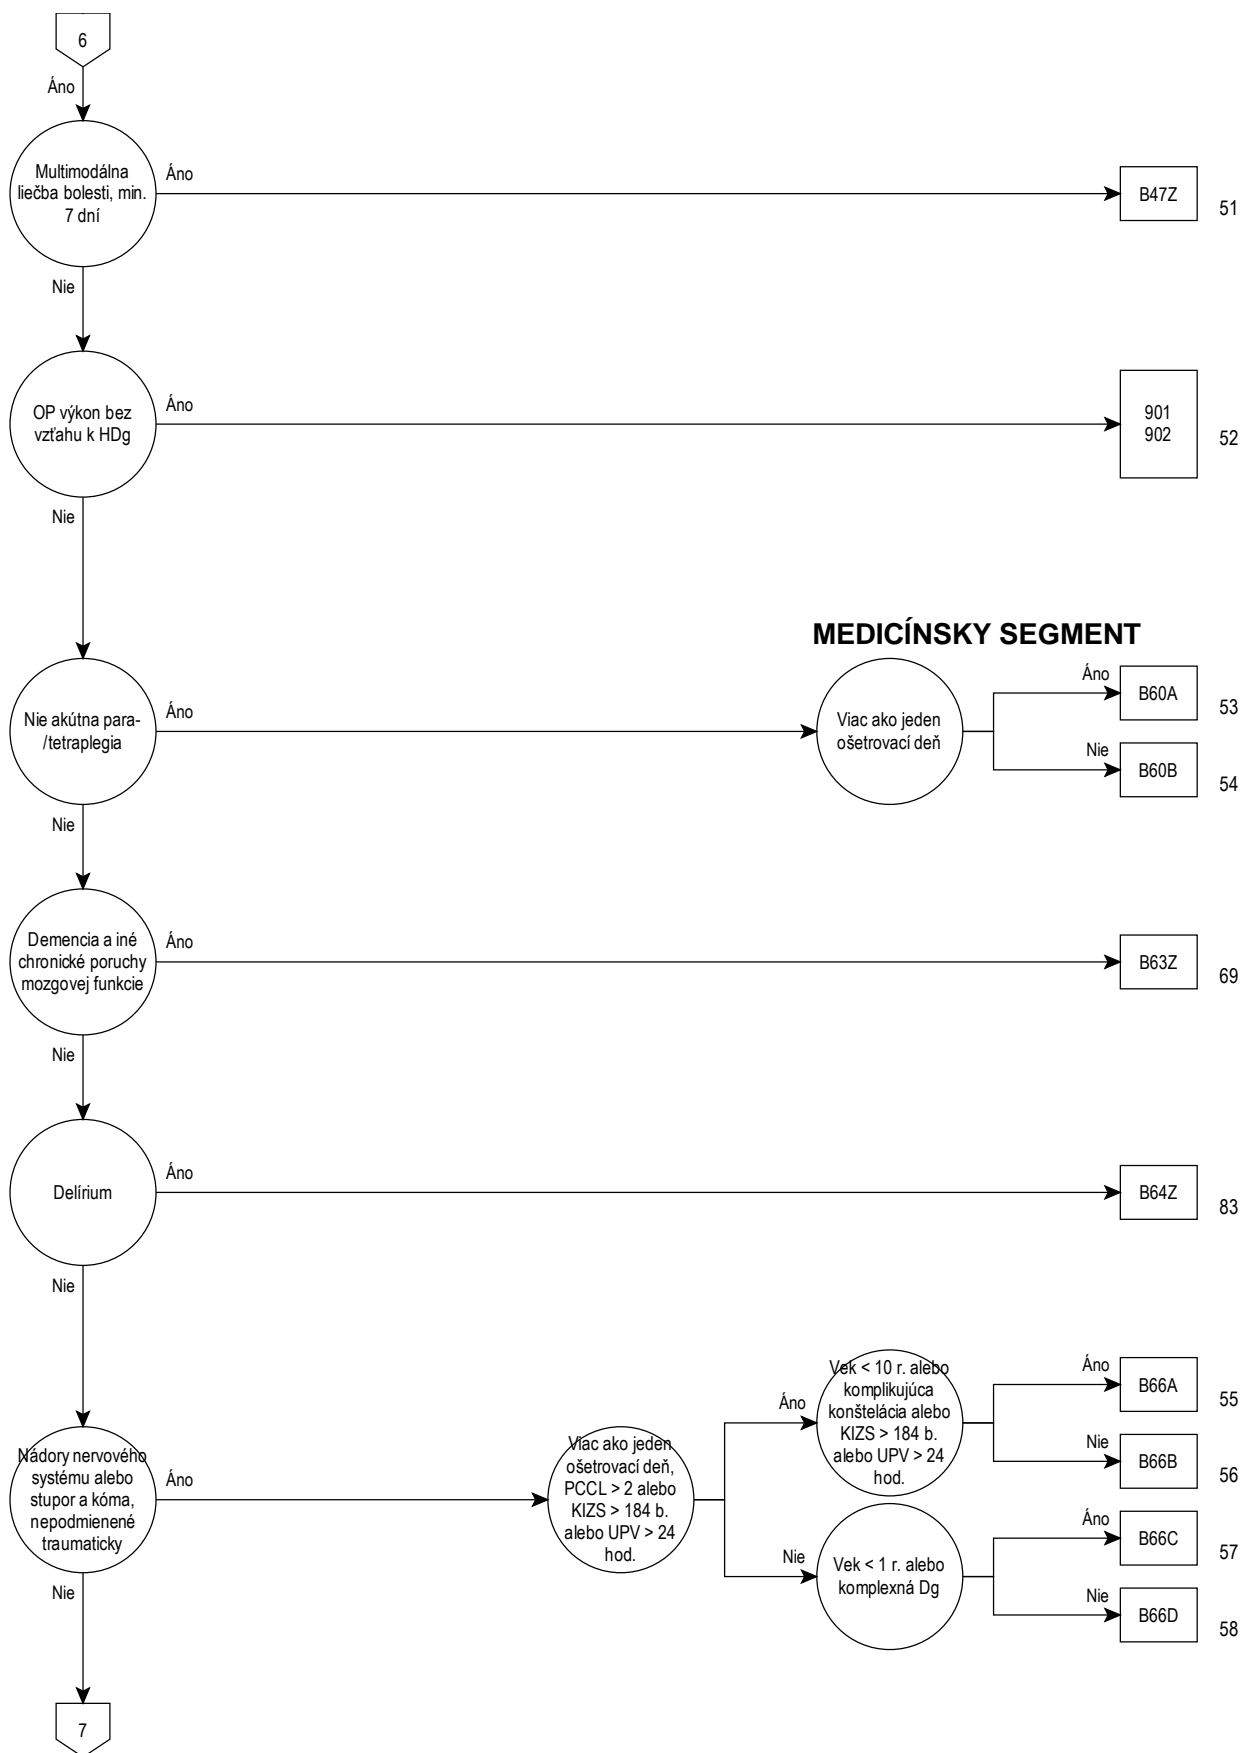 6
Áno
Multimodálna
liečba bolesti, min.
7 dní
Áno
B47Z
51
Nie
OP výkon bez
vzťahu k HDg
Áno
901
902
52
Nie
MEDICÍNSKY SEGMENT
Nie akútna para-
/tetraplegia
Áno
Viac ako jeden
ošetrovací deň
Áno
B60A
53
Nie
B60B
54
Nie
Demencia a iné
chronické poruchy
mozgovej funkcie
Áno
B63Z
69
Nie
Delírium
Áno
B64Z
83
Nie
Nádory nervového
systému alebo
stupor a kóma,
nepodmienené
traumaticky
Áno
Viac ako jeden
ošetrovací deň,
PCCL > 2 alebo
KIZS > 184 b.
alebo UPV > 24
hod.
Áno
Vek < 10 r. alebo
komplikujúca
konštelácia alebo
KIZS > 184 b.
alebo UPV > 24
hod.
Áno
B66A
55
Nie
B66B
56
Nie
Vek < 1 r. alebo
komplexná Dg
Áno
B66C
57
Nie
B66D
58
Nie
7